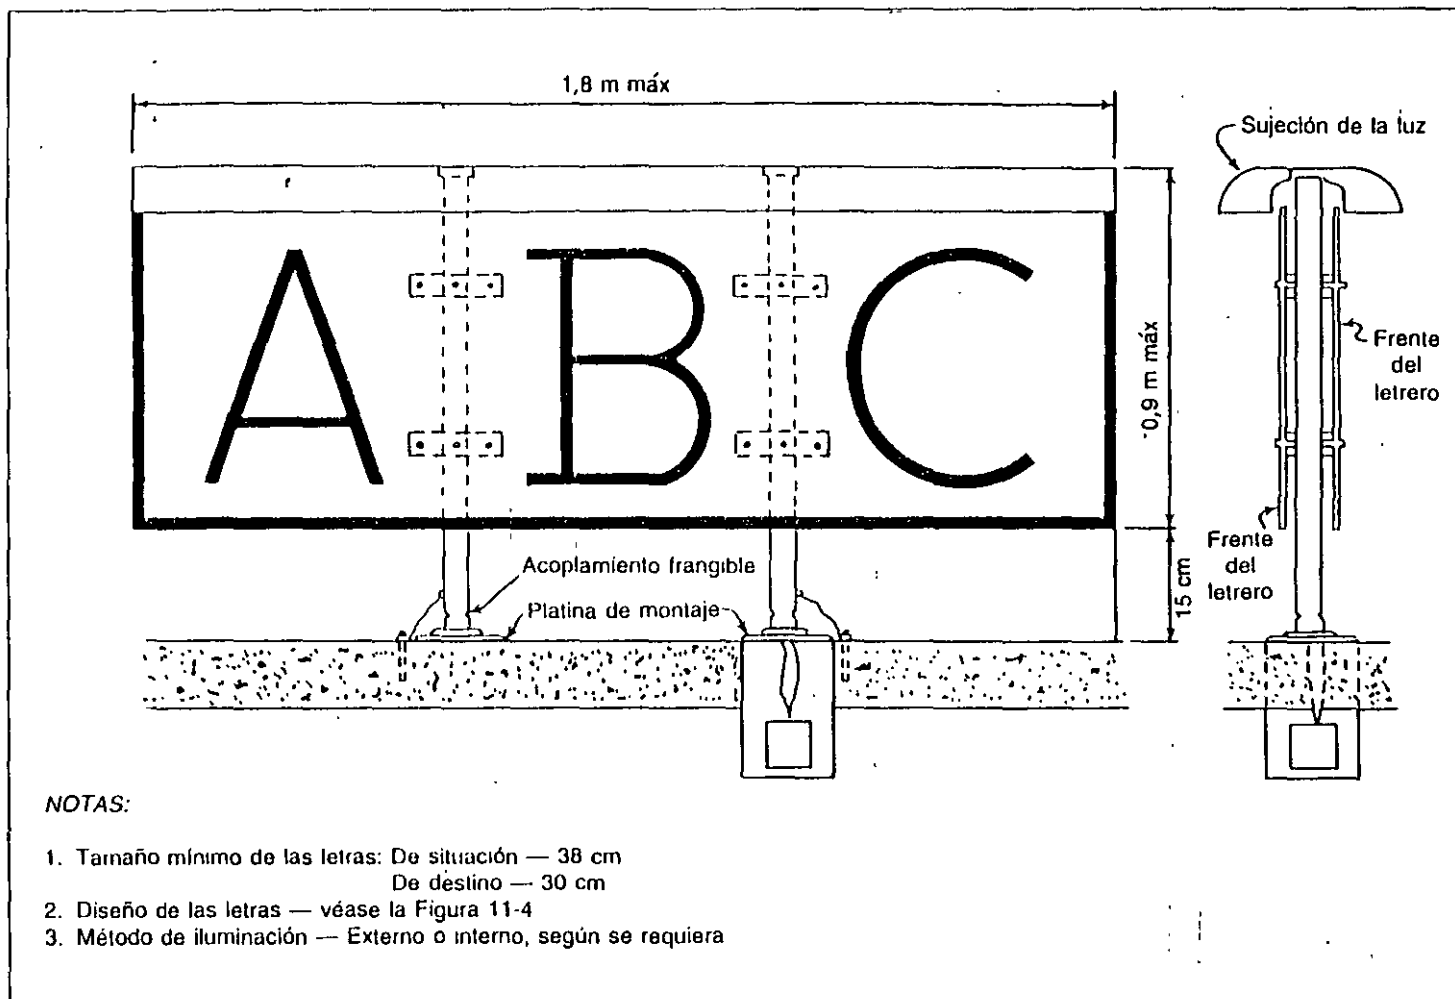 1,8 m máx
Sujeción de la luz
ABC
0,9 m máx
Frente
del
letrero
Frente
del
letrero
15 cm
Acoplamiento frangible
Platina de montaje
NOTAS:
1. Tamaño mínimo de las letras: De situación — 38 cm
De destino — 30 cm
2. Diseño de las letras — véase la Figura 11-4
3. Método de iluminación — Externo o interno, según se requiera